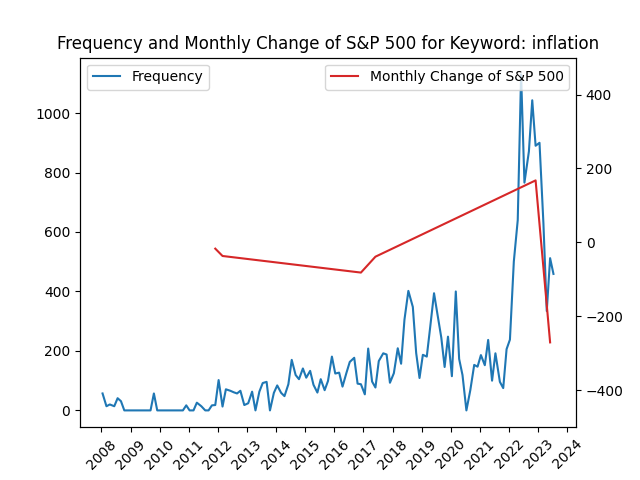 Frequency and Monthly Change of S&P 500 for Keyword: inflation
Frequency
Monthly Change of S&P 500
1000
800
600
400
200
0
400
200
0
−200
−400
2008 2009 2010 2011 2012 2013 2014 2015 2016 2017 2018 2019 2020 2021 2022 2023 2024